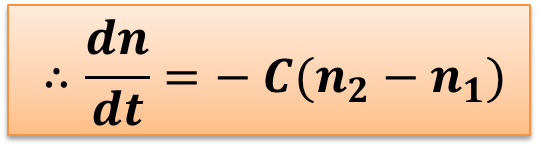 ∴ dn/dt = − C(n₂ − n₁)